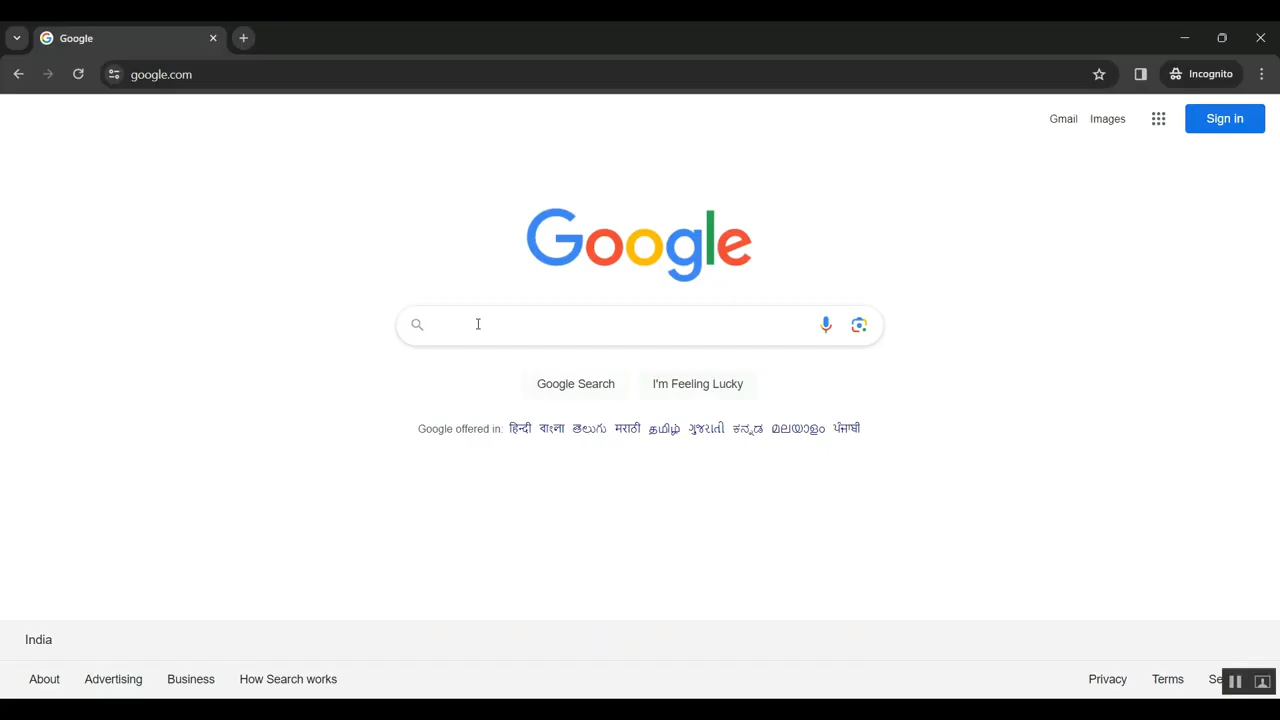 Google
google.com
Incognito
Gmail Images Sign in
Google
Google Search I'm Feeling Lucky
Google offered in: हिन्दी বাংলা తెలుగు मराठी தமிழ் ગુજરાતી ಕನ್ನಡ മലയാളം ਪੰਜਾਬੀ
India
About Advertising Business How Search works Privacy Terms Se